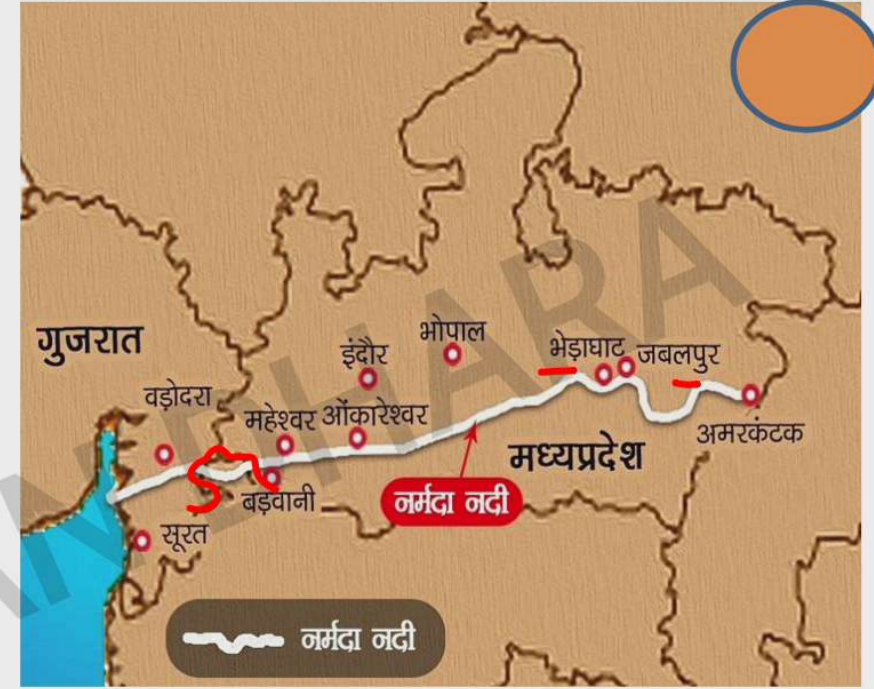 गुजरात
वड़ोदरा
सूरत
महेश्वर
ओंकारेश्वर
इंदौर
भोपाल
बड़वानी
भेड़ाघाट
जबलपुर
अमरकंटक
मध्यप्रदेश
नर्मदा नदी
नर्मदा नदी